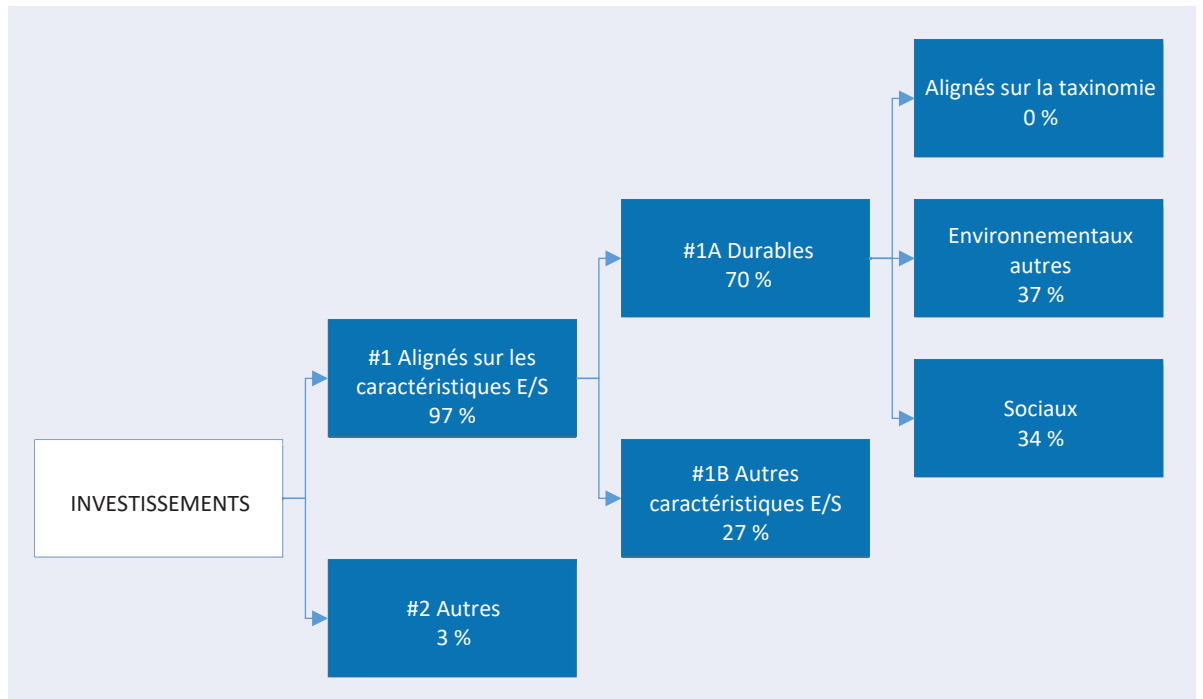 INVESTISSEMENTS
#1 Alignés sur les
caractéristiques E/S
97 %
#2 Autres
3 %
#1A Durables
70 %
#1B Autres
caractéristiques E/S
27 %
Alignés sur la taxinomie
0 %
Environnementaux
autres
37 %
Sociaux
34 %